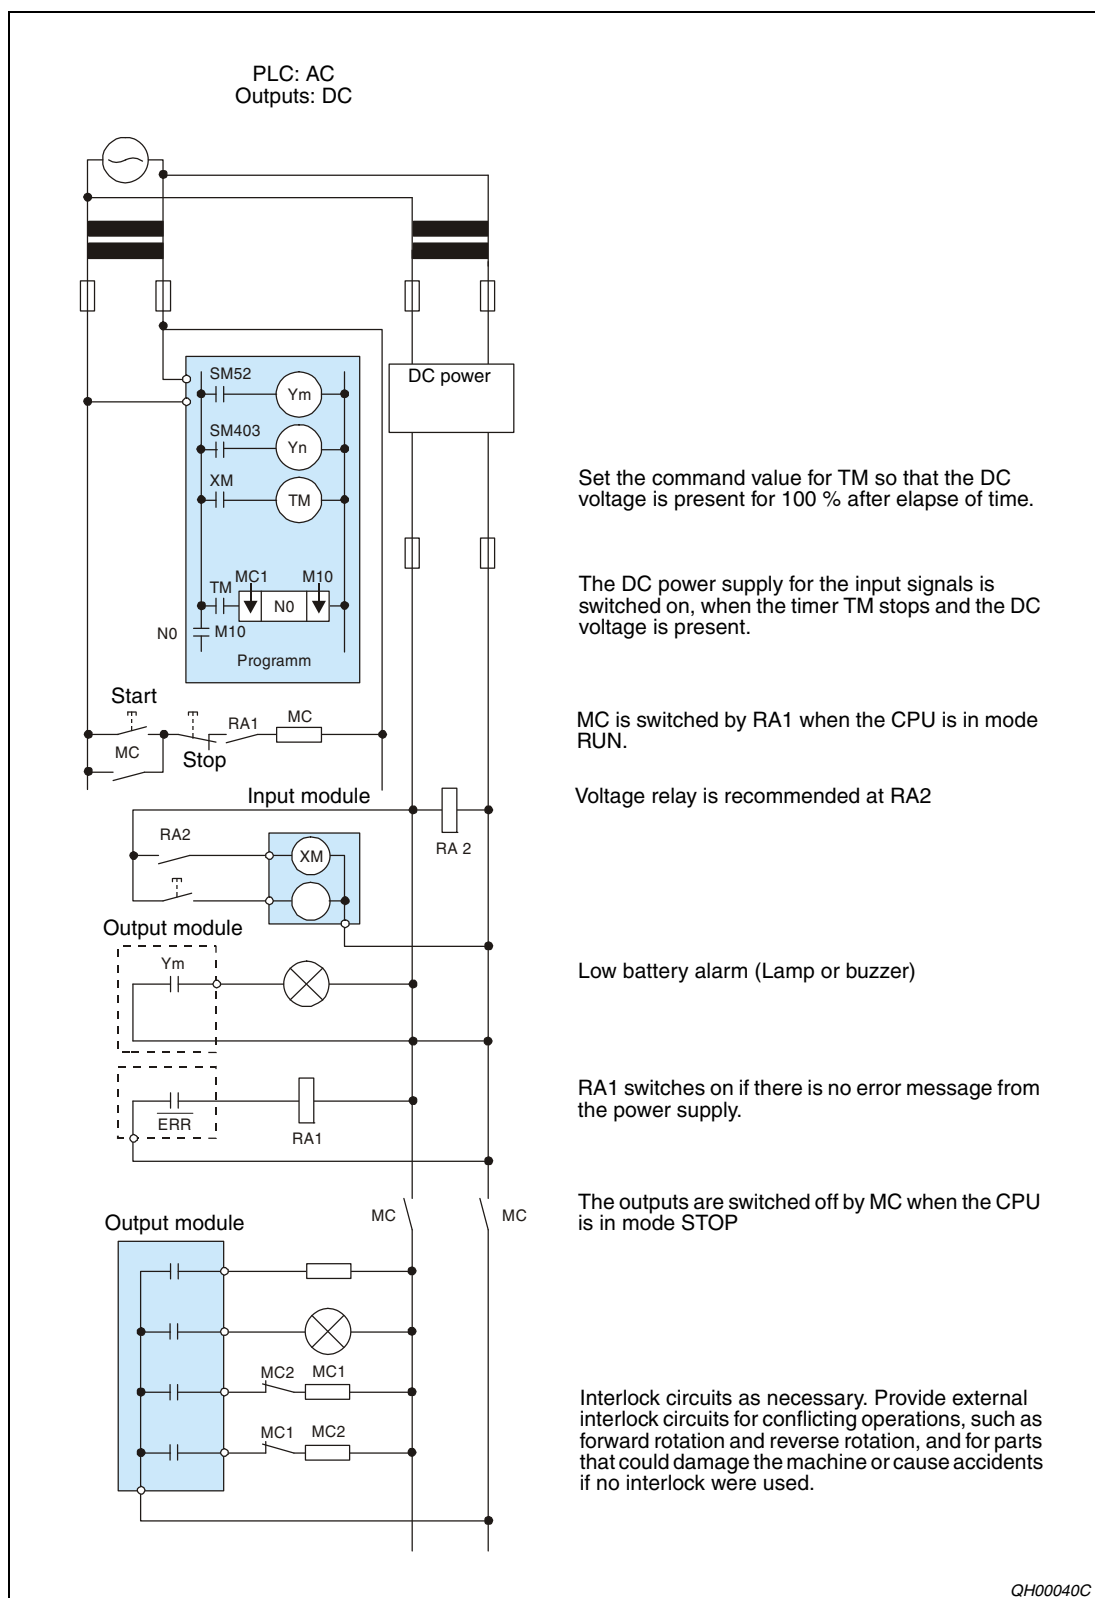 PLC: AC
Outputs: DC
SM52
Ym
DC power
SM403
Yn
XM
TM
Set the command value for TM so that the DC
voltage is present for 100 % after elapse of time.
TM
MC1
M10
N0
N0
M10
Programm
The DC power supply for the input signals is
switched on, when the timer TM stops and the DC
voltage is present.
Start
RA1
MC
MC
Stop
MC is switched by RA1 when the CPU is in mode
RUN.
Input module
Voltage relay is recommended at RA2
RA2
XM
RA 2
Output module
Ym
Low battery alarm (Lamp or buzzer)
ERR
RA1
RA1 switches on if there is no error message from
the power supply.
MC
MC
The outputs are switched off by MC when the CPU
is in mode STOP
Output module
MC2
MC1
MC1
MC2
Interlock circuits as necessary. Provide external
interlock circuits for conflicting operations, such as
forward rotation and reverse rotation, and for parts
that could damage the machine or cause accidents
if no interlock were used.
QH00040C